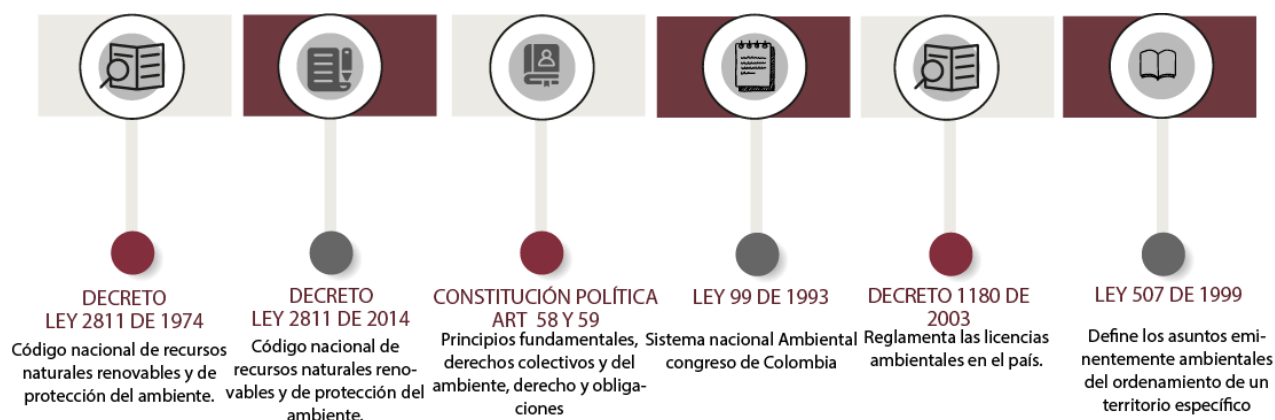 DECRETO
LEY 2811 DE 1974
Código nacional de recursos
naturales renovables y de
protección del ambiente.
DECRETO
LEY 2811 DE 2014
Código nacional de
recursos naturales reno-
vables y de protección del
ambiente.
CONSTITUCIÓN POLÍTICA
ART 58 Y 59
Principios fundamentales,
derechos colectivos y del
ambiente, derecho y obliga-
ciones
LEY 99 DE 1993
Sistema nacional Ambiental
congreso de Colombia
DECRETO 1180 DE
2003
Reglamenta las licencias
ambientales en el país.
LEY 507 DE 1999
Define los asuntos emi-
nentemente ambientales
del ordenamiento de un
territorio específico